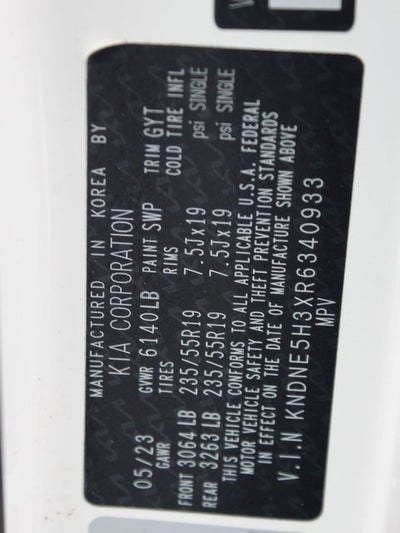 MANUFACTURED IN KOREA BY
KIA CORPORATION
05/23 GVWR 6140LB PAINT SWP TRIM GYT
GAWR TIRES RIMS COLD TIRE INFL
FRONT 3064 LB 235/55R19 7.5Jx19 psi SINGLE
REAR 3263 LB 235/55R19 7.5Jx19 psi SINGLE
THIS VEHICLE CONFORMS TO ALL APPLICABLE U.S.A. FEDERAL
MOTOR VEHICLE SAFETY AND THEFT PREVENTION STANDARDS
IN EFFECT ON THE DATE OF MANUFACTURE SHOWN ABOVE
V.I.N KNDNE5H3XR6340933
MPV